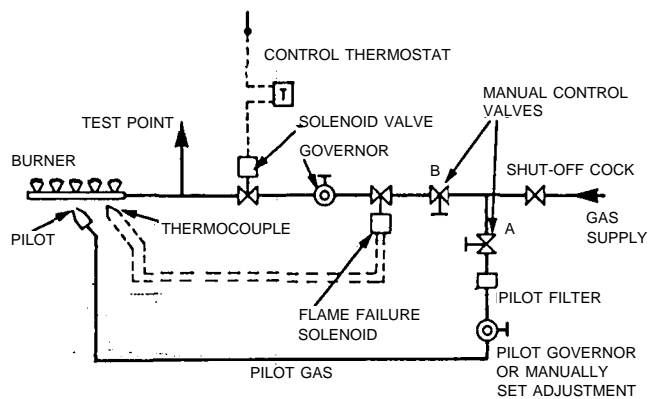 CONTROL THERMOSTAT
T
MANUAL CONTROL
VALVES
TEST POINT
SOLENOID VALVE
BURNER
GOVERNOR
B
SHUT-OFF COCK
GAS
SUPPLY
PILOT
THERMOCOUPLE
A
FLAME FAILURE
SOLENOID
PILOT FILTER
PILOT GAS
PILOT GOVERNOR
OR MANUALLY
SET ADJUSTMENT